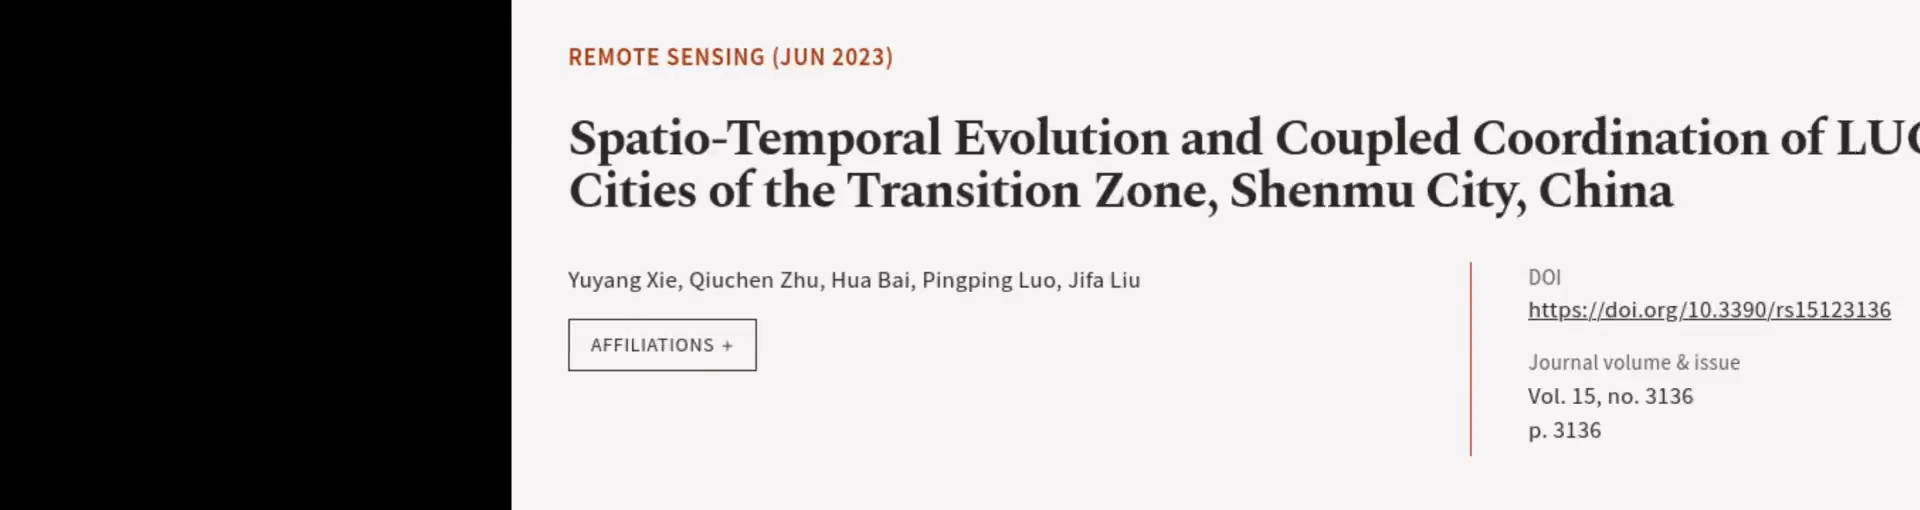 REMOTE SENSING (JUN 2023)
Spatio-Temporal Evolution and Coupled Coordination of
Cities of the Transition Zone, Shenmu City, China
Yuyang Xie, Qiuchen Zhu, Hua Bai, Pingping Luo, Jifa Liu
AFFILIATIONS +
DOI
https://doi.org/10.3390/rs15123136
Journal volume & issue
Vol. 15, no. 3136
p. 3136